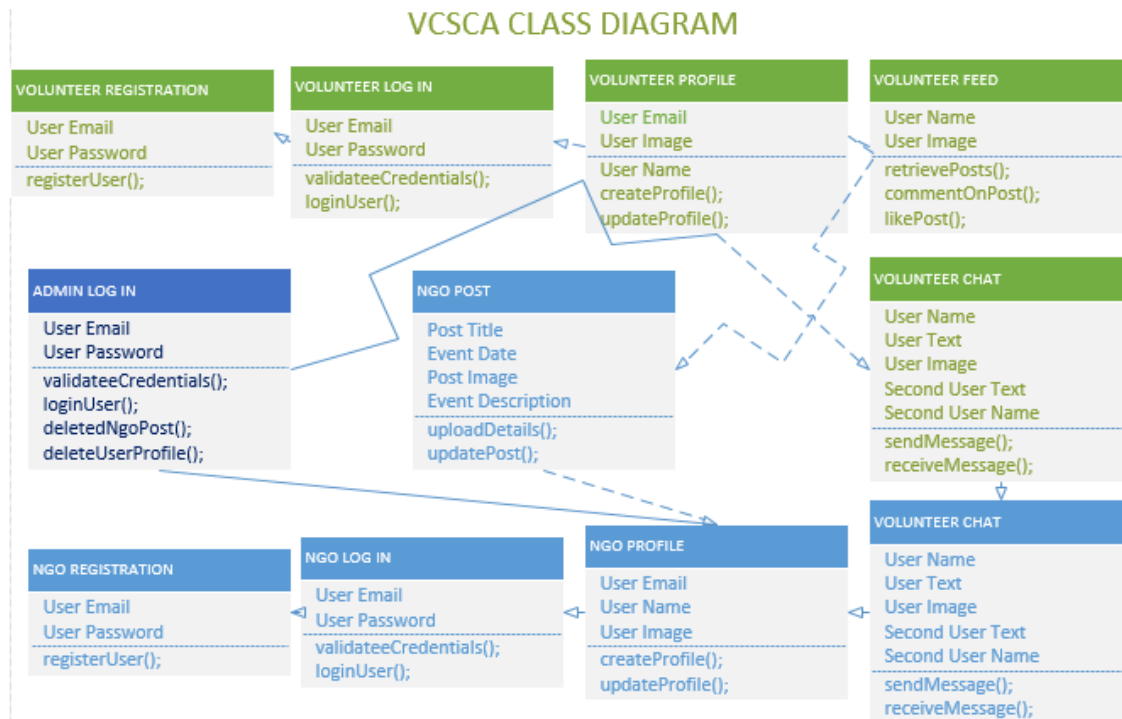 VCSCA CLASS DIAGRAM
VOLUNTEER REGISTRATION
User Email
User Password
registerUser();
VOLUNTEER LOG IN
User Email
User Password
validateeCredentials();
loginUser();
VOLUNTEER PROFILE
User Email
User Image
User Name
createProfile();
updateProfile();
VOLUNTEER FEED
User Name
User Image
retrievePosts();
commentOnPost();
likePost();
ADMIN LOG IN
User Email
User Password
validateeCredentials();
loginUser();
deletedNgoPost();
deleteUserProfile();
NGO POST
Post Title
Event Date
Post Image
Event Description
uploadDetails();
updatePost();
VOLUNTEER CHAT
User Name
User Text
User Image
Second User Text
Second User Name
sendMessage();
receiveMessage();
NGO REGISTRATION
User Email
User Password
registerUser();
NGO LOG IN
User Email
User Password
validateeCredentials();
loginUser();
NGO PROFILE
User Email
User Name
User Image
createProfile();
updateProfile();
VOLUNTEER CHAT
User Name
User Text
User Image
Second User Text
Second User Name
sendMessage();
receiveMessage();